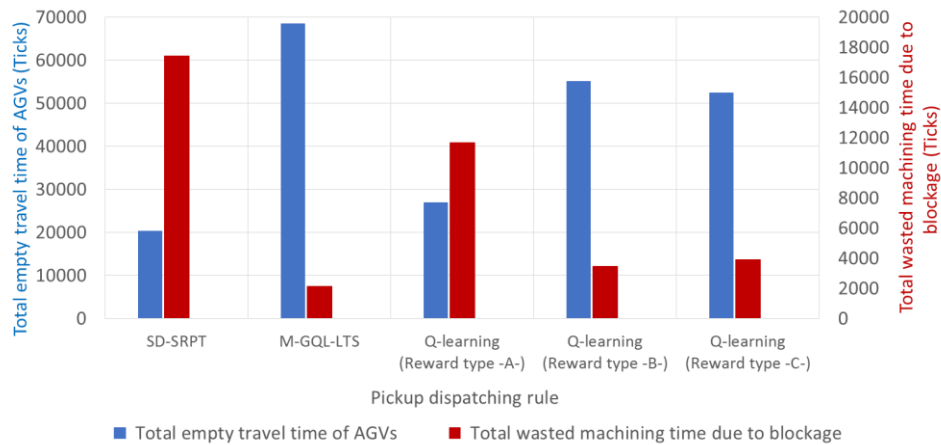 Total empty travel time of AGVs (Ticks)
70000
60000
50000
40000
30000
20000
10000
0
20000
18000
16000
14000
12000
10000
8000
6000
4000
2000
0
Total wasted machining time due to
blockage (Ticks)
SD-SRPT
M-GQL-LTS
Q-learning
(Reward type -A-)
Q-learning
(Reward type -B-)
Q-learning
(Reward type -C-)
Pickup dispatching rule
Total empty travel time of AGVs
Total wasted machining time due to blockage